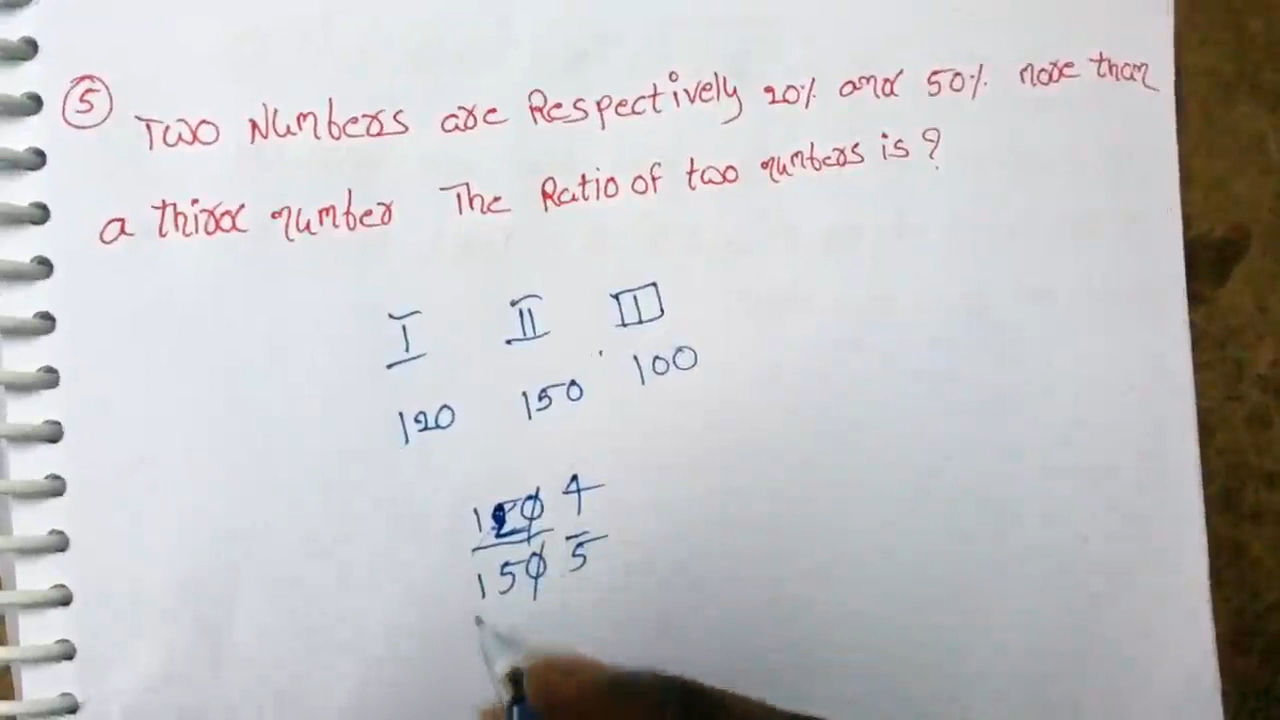 5 Two Numbers are Respectively 20% and 50% more than
a third number The Ratio of two numbers is?
I II III
120 150 100
120 4
150 5